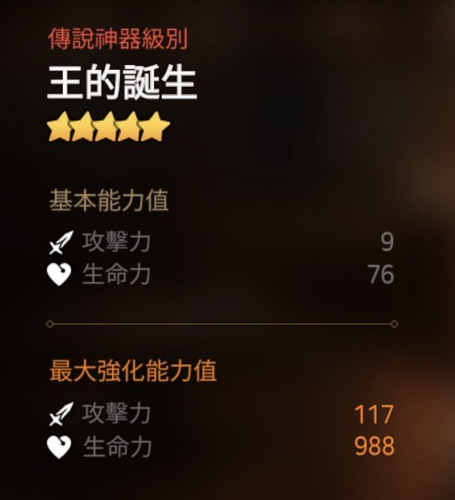 傳說神器級別
王的誕生
基本能力值
攻擊力 9
生命力 76
最大強化能力值
攻擊力 117
生命力 988